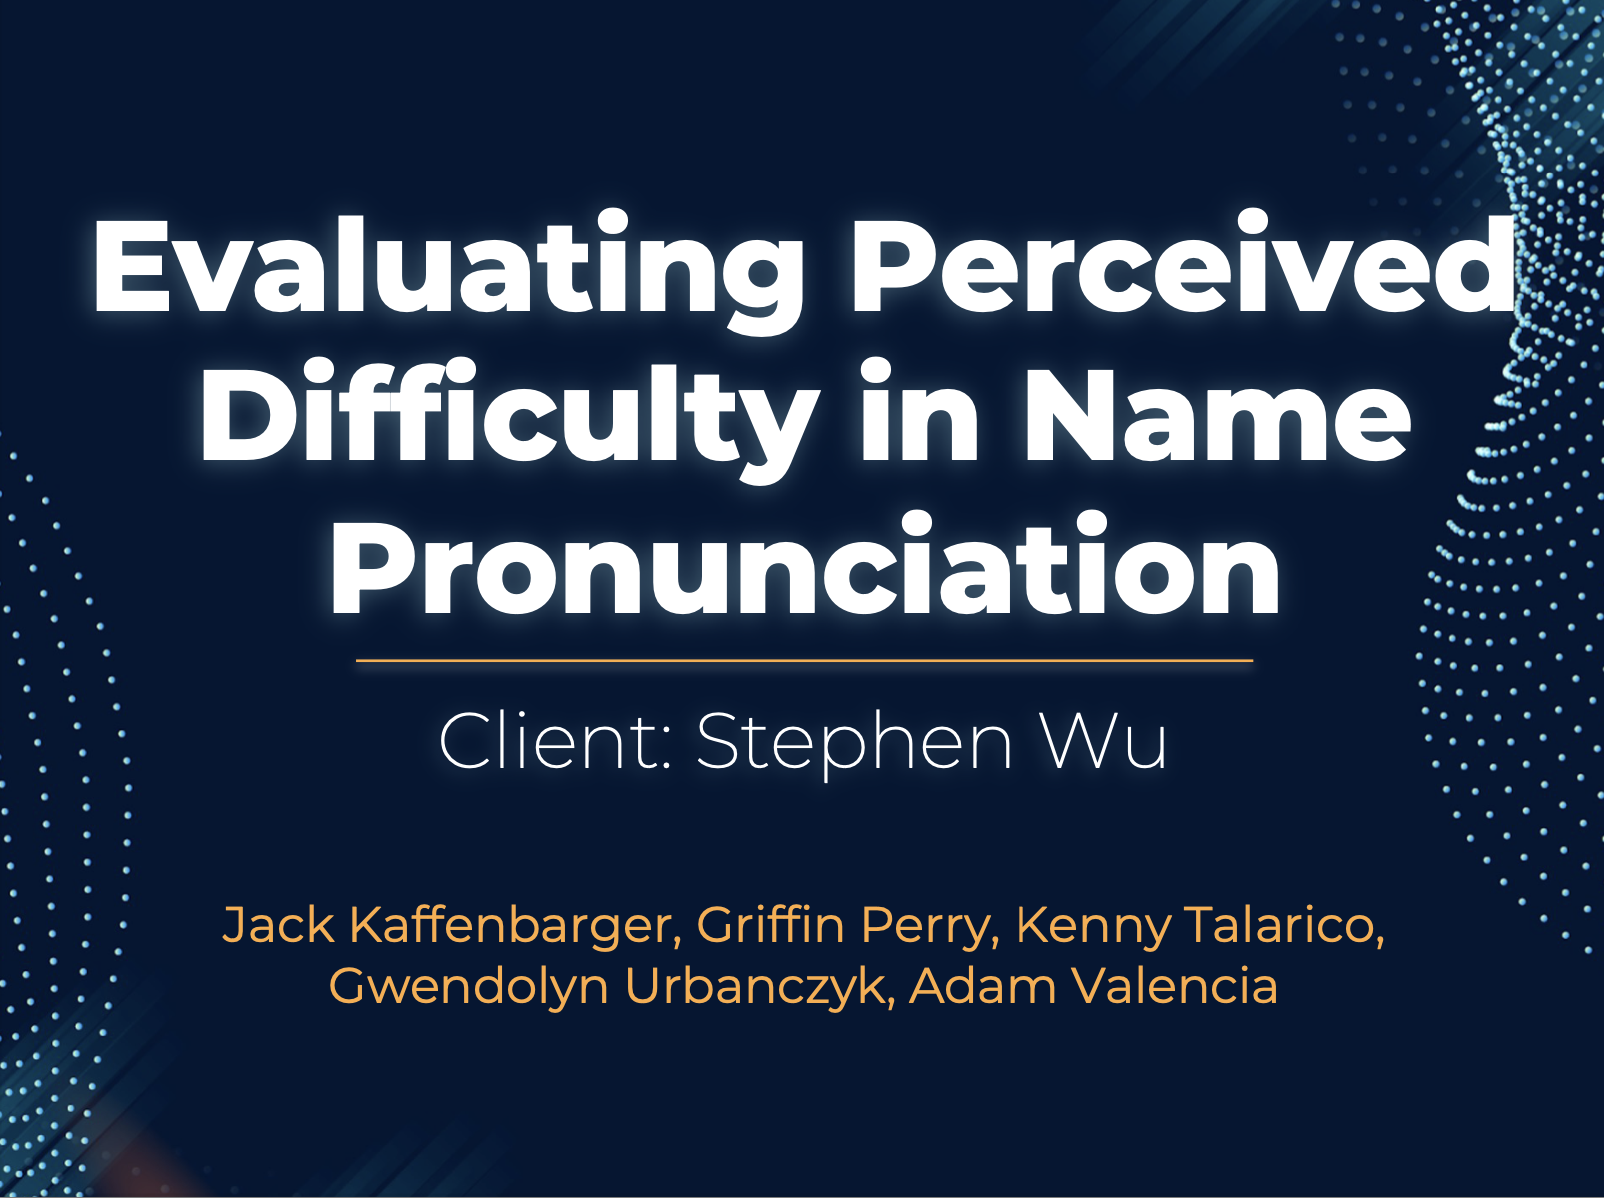 Evaluating Perceived
Difficulty in Name
Pronunciation
Client: Stephen Wu
Jack Kaffenbarger, Griffin Perry, Kenny Talarico,
Gwendolyn Urbanczyk, Adam Valencia